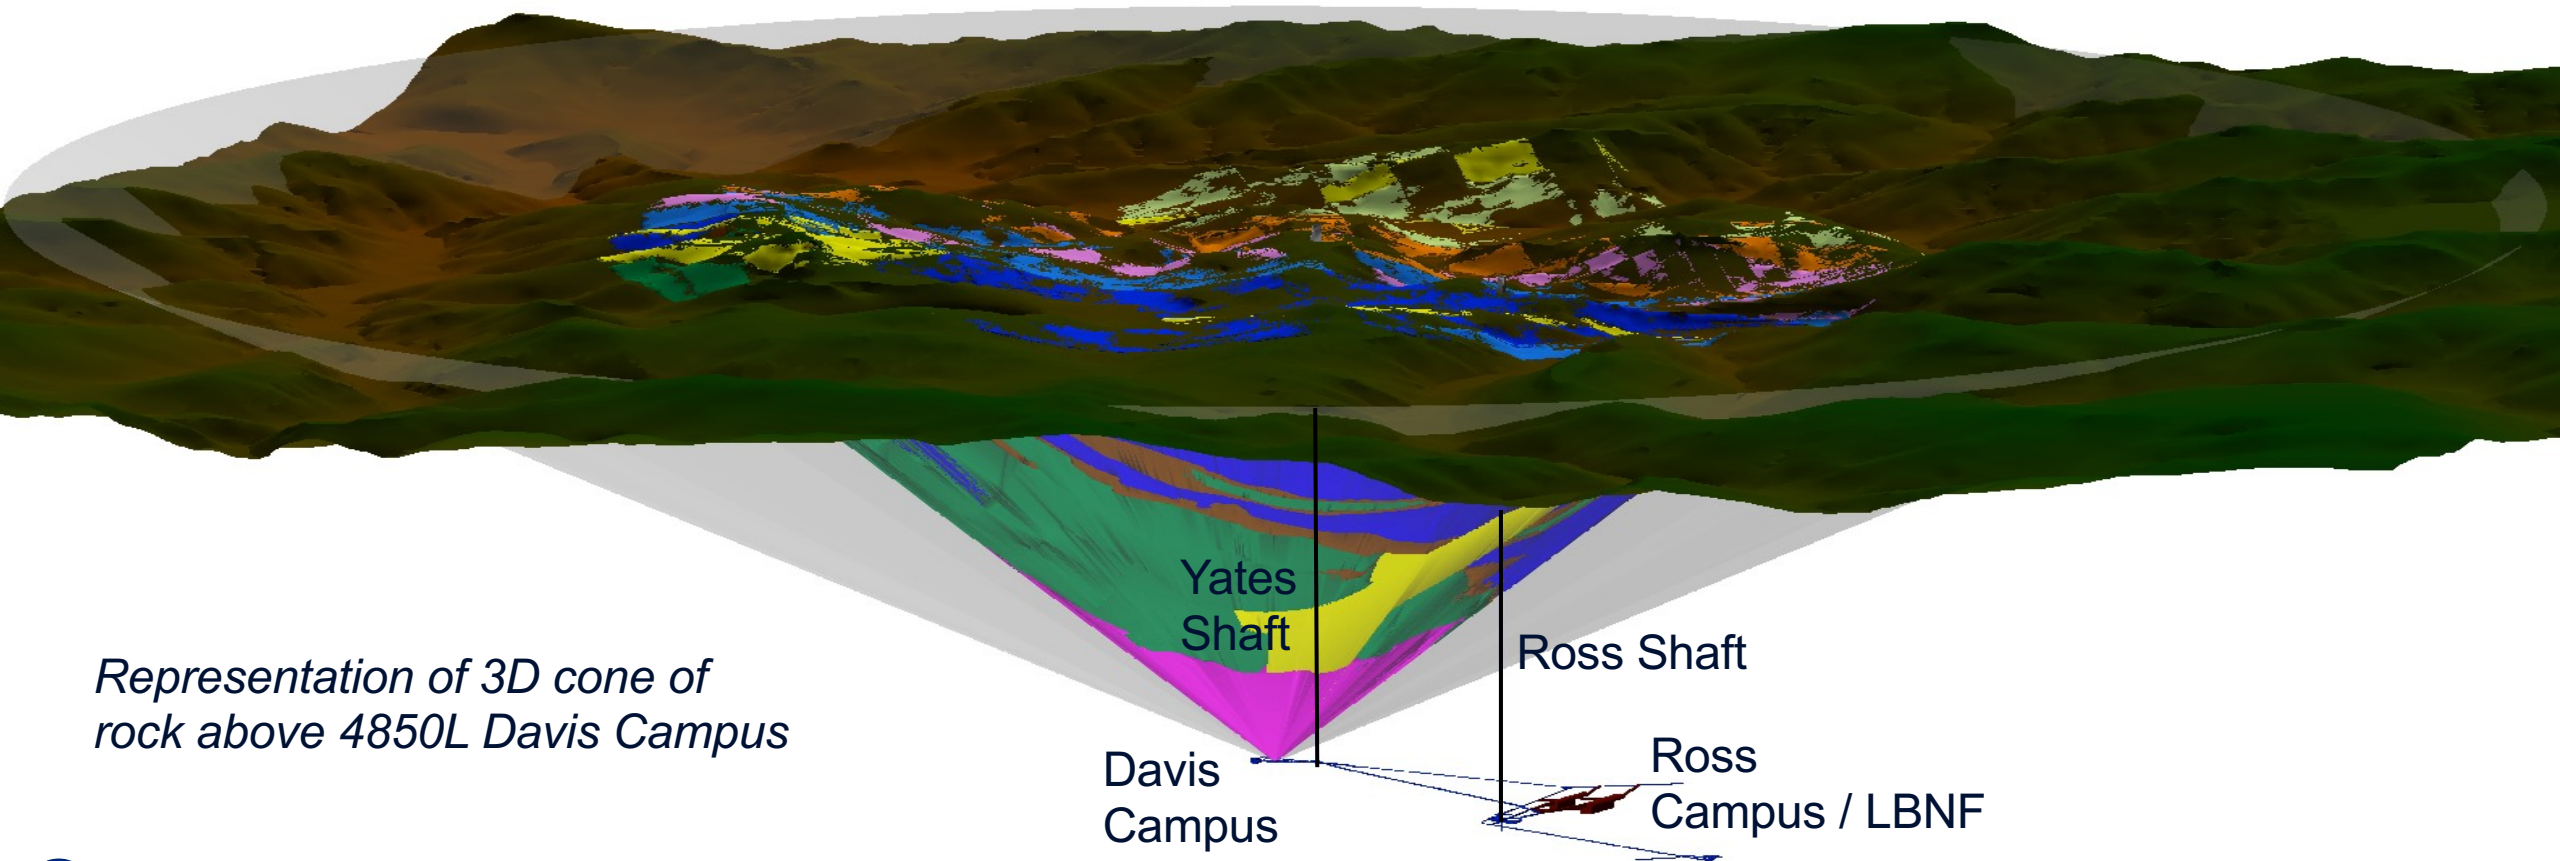 Yates
Shaft
Ross Shaft
Representation of 3D cone of
rock above 4850L Davis Campus
Davis
Campus
Ross
Campus / LBNF